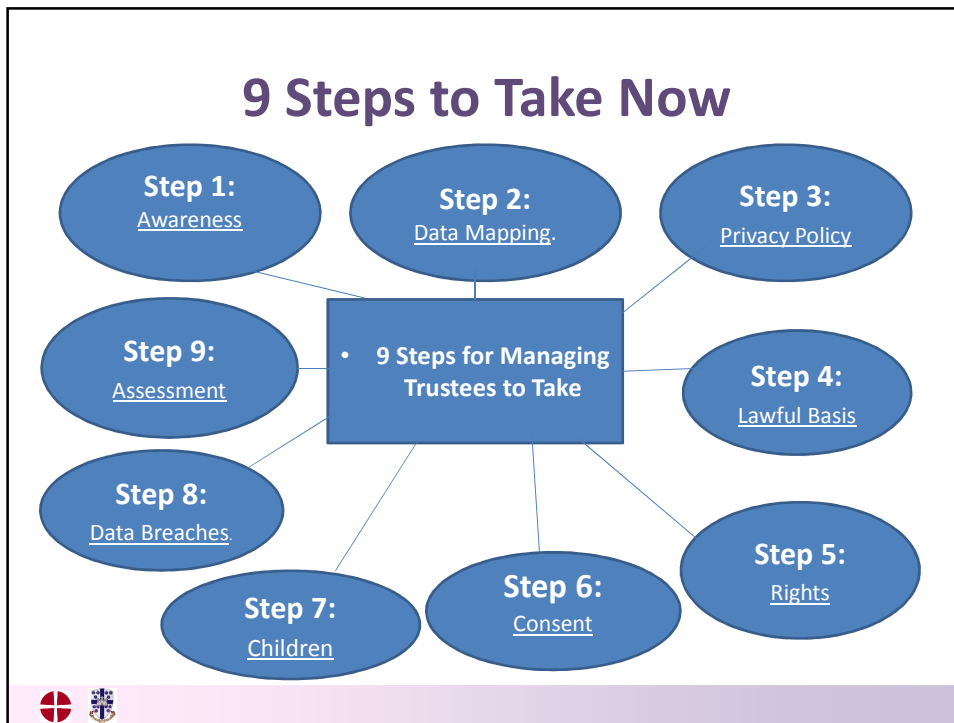 9 Steps to Take Now
Step 1:
Awareness
Step 2:
Data Mapping.
Step 3:
Privacy Policy
Step 9:
Assessment
• 9 Steps for Managing
Trustees to Take
Step 4:
Lawful Basis
Step 8:
Data Breaches.
Step 5:
Rights
Step 7:
Children
Step 6:
Consent